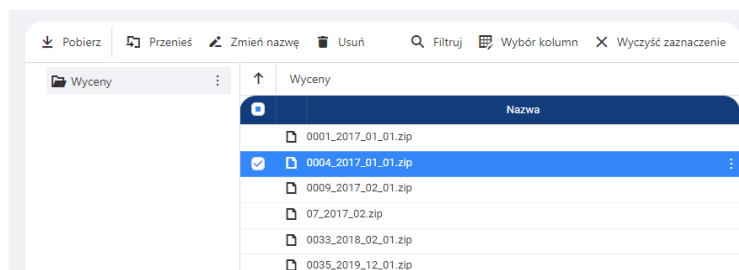 Pobierz Przenieś Zmień nazwę Usuń Filtruj Wybór kolumn Wyczyść zaznaczenie
Wyceny
Wyceny
Nazwa
0001_2017_01_01.zip
0004_2017_01_01.zip
0009_2017_02_01.zip
07_2017_02.zip
0033_2018_02_01.zip
0035_2019_12_01.zip